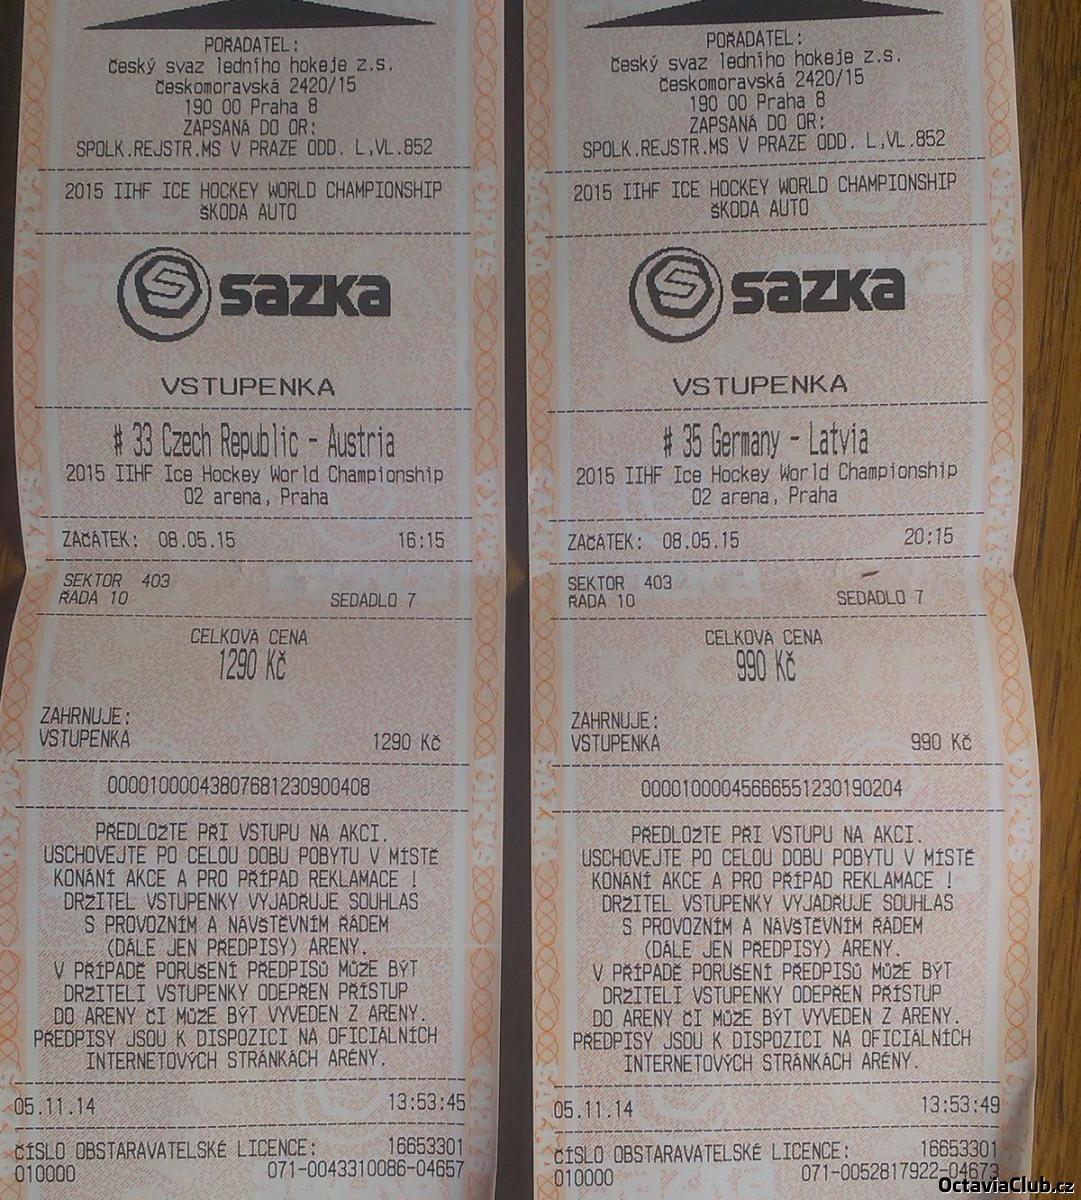 POŘADATEL:
český svaz ledního hokeje z.s.
českomoravská 2420/15
190 00 Praha 8
ZAPSANÁ DO OR:
SPOLK.REJSTR.MS V PRAZE ODD. L,VL.852
2015 IIHF ICE HOCKEY WORLD CHAMPIONSHIP
ŠKODA AUTO
sazka
VSTUPENKA
# 33 Czech Republic - Austria
2015 IIHF Ice Hockey World Championship
O2 arena, Praha
ZAČÁTEK: 08.05.15 16:15
SEKTOR 403
ŘADA 10 SEDADLO 7
CELKOVÁ CENA
1290 Kč
ZAHRNUJE:
VSTUPENKA 1290 Kč
00001000043807681230900408
PŘEDLOŽTE PŘI VSTUPU NA AKCI.
USCHOVEJTE PO CELOU DOBU POBYTU V MÍSTĚ
KONÁNÍ AKCE A PRO PŘÍPAD REKLAMACE !
DRŽITEL VSTUPENKY VYJADŘUJE SOUHLAS
S PROVOZNÍM A NÁVŠTĚVNÍM ŘÁDEM
(DÁLE JEN PŘEDPISY) ARÉNY.
V PŘÍPADĚ PORUŠENÍ PŘEDPISŮ MŮŽE BÝT
DRŽITELI VSTUPENKY ODEPŘEN PŘÍSTUP
DO ARÉNY ČI MŮŽE BÝT VYVEDEN Z ARÉNY.
PŘEDPISY JSOU K DISPOZICI NA OFICIÁLNÍCH
INTERNETOVÝCH STRÁNKÁCH ARÉNY.
05.11.14 13:53:45
ČÍSLO OBSTARAVATELSKÉ LICENCE: 16653301
010000 071-0043310086-04657
POŘADATEL:
český svaz ledního hokeje z.s.
českomoravská 2420/15
190 00 Praha 8
ZAPSANÁ DO OR:
SPOLK.REJSTR.MS V PRAZE ODD. L,VL.852
2015 IIHF ICE HOCKEY WORLD CHAMPIONSHIP
ŠKODA AUTO
sazka
VSTUPENKA
# 35 Germany - Latvia
2015 IIHF Ice Hockey World Championship
O2 arena, Praha
ZAČÁTEK: 08.05.15 20:15
SEKTOR 403
ŘADA 10 SEDADLO 7
CELKOVÁ CENA
990 Kč
ZAHRNUJE:
VSTUPENKA 990 Kč
00001000045666551230190204
PŘEDLOŽTE PŘI VSTUPU NA AKCI.
USCHOVEJTE PO CELOU DOBU POBYTU V MÍSTĚ
KONÁNÍ AKCE A PRO PŘÍPAD REKLAMACE !
DRŽITEL VSTUPENKY VYJADŘUJE SOUHLAS
S PROVOZNÍM A NÁVŠTĚVNÍM ŘÁDEM
(DÁLE JEN PŘEDPISY) ARÉNY.
V PŘÍPADĚ PORUŠENÍ PŘEDPISŮ MŮŽE BÝT
DRŽITELI VSTUPENKY ODEPŘEN PŘÍSTUP
DO ARÉNY ČI MŮŽE BÝT VYVEDEN Z ARÉNY.
PŘEDPISY JSOU K DISPOZICI NA OFICIÁLNÍCH
INTERNETOVÝCH STRÁNKÁCH ARÉNY.
05.11.14 13:53:49
ČÍSLO OBSTARAVATELSKÉ LICENCE: 16653301
010000 071-0052817922-04673
OctaviaClub.cz